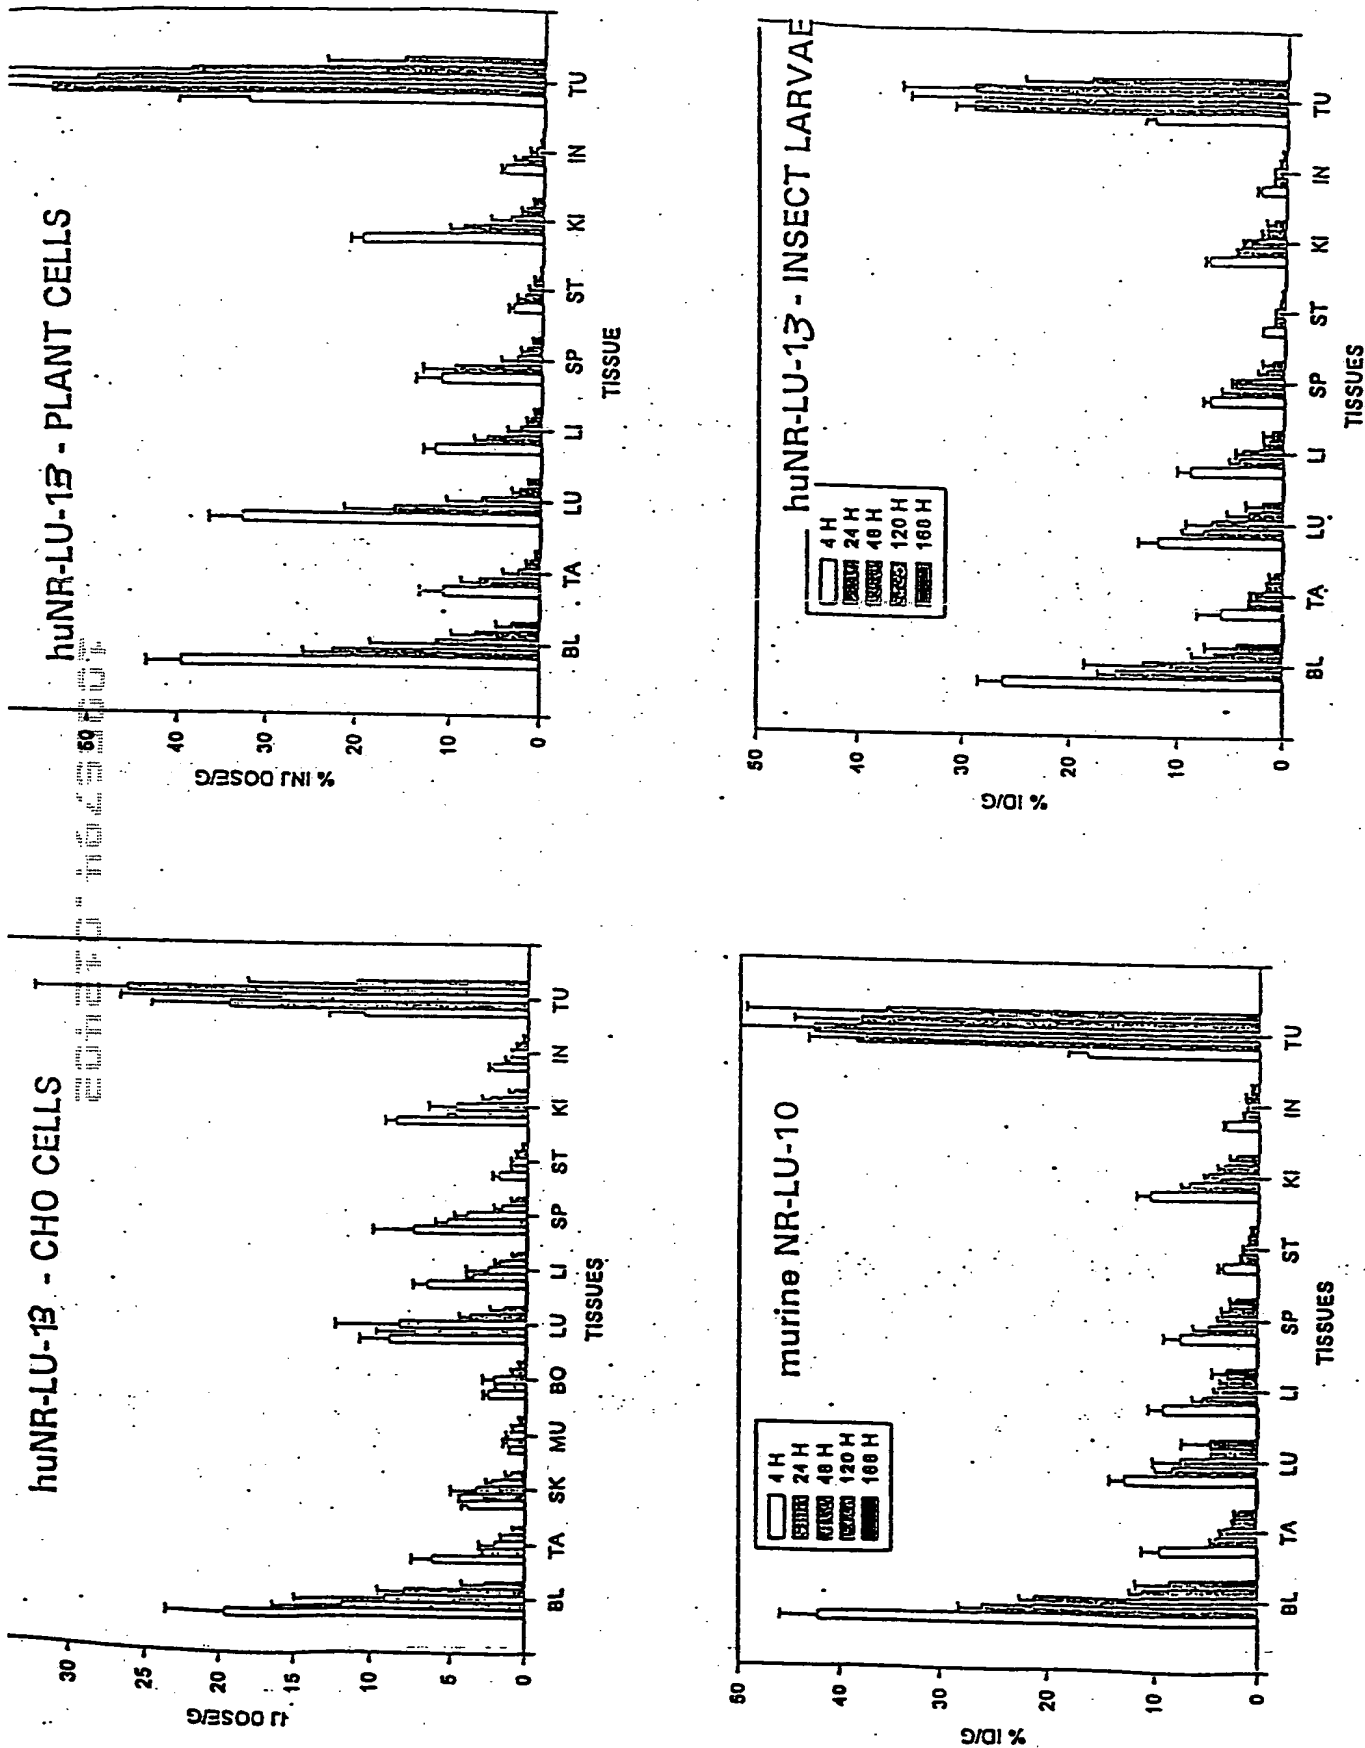 huNR-LU-13 - CHO CELLS
30
25
20
15
10
5
0
DOSE/G
BL TA SK MU BO LU LI SP ST KI IN TU
TISSUES
huNR-LU-13 - PLANT CELLS
50
40
30
20
10
0
% INJ DOSE/G
BL TA LU LI SP ST KI IN TU
TISSUE
murine NR-LU-10
4 H
24 H
48 H
120 H
168 H
50
40
30
20
10
0
% ID/G
BL TA LU LI SP ST KI IN TU
TISSUES
huNR-LU-13 - INSECT LARVAE
4 H
24 H
48 H
120 H
168 H
50
40
30
20
10
0
% ID/G
BL TA LU LI SP ST KI IN TU
TISSUES